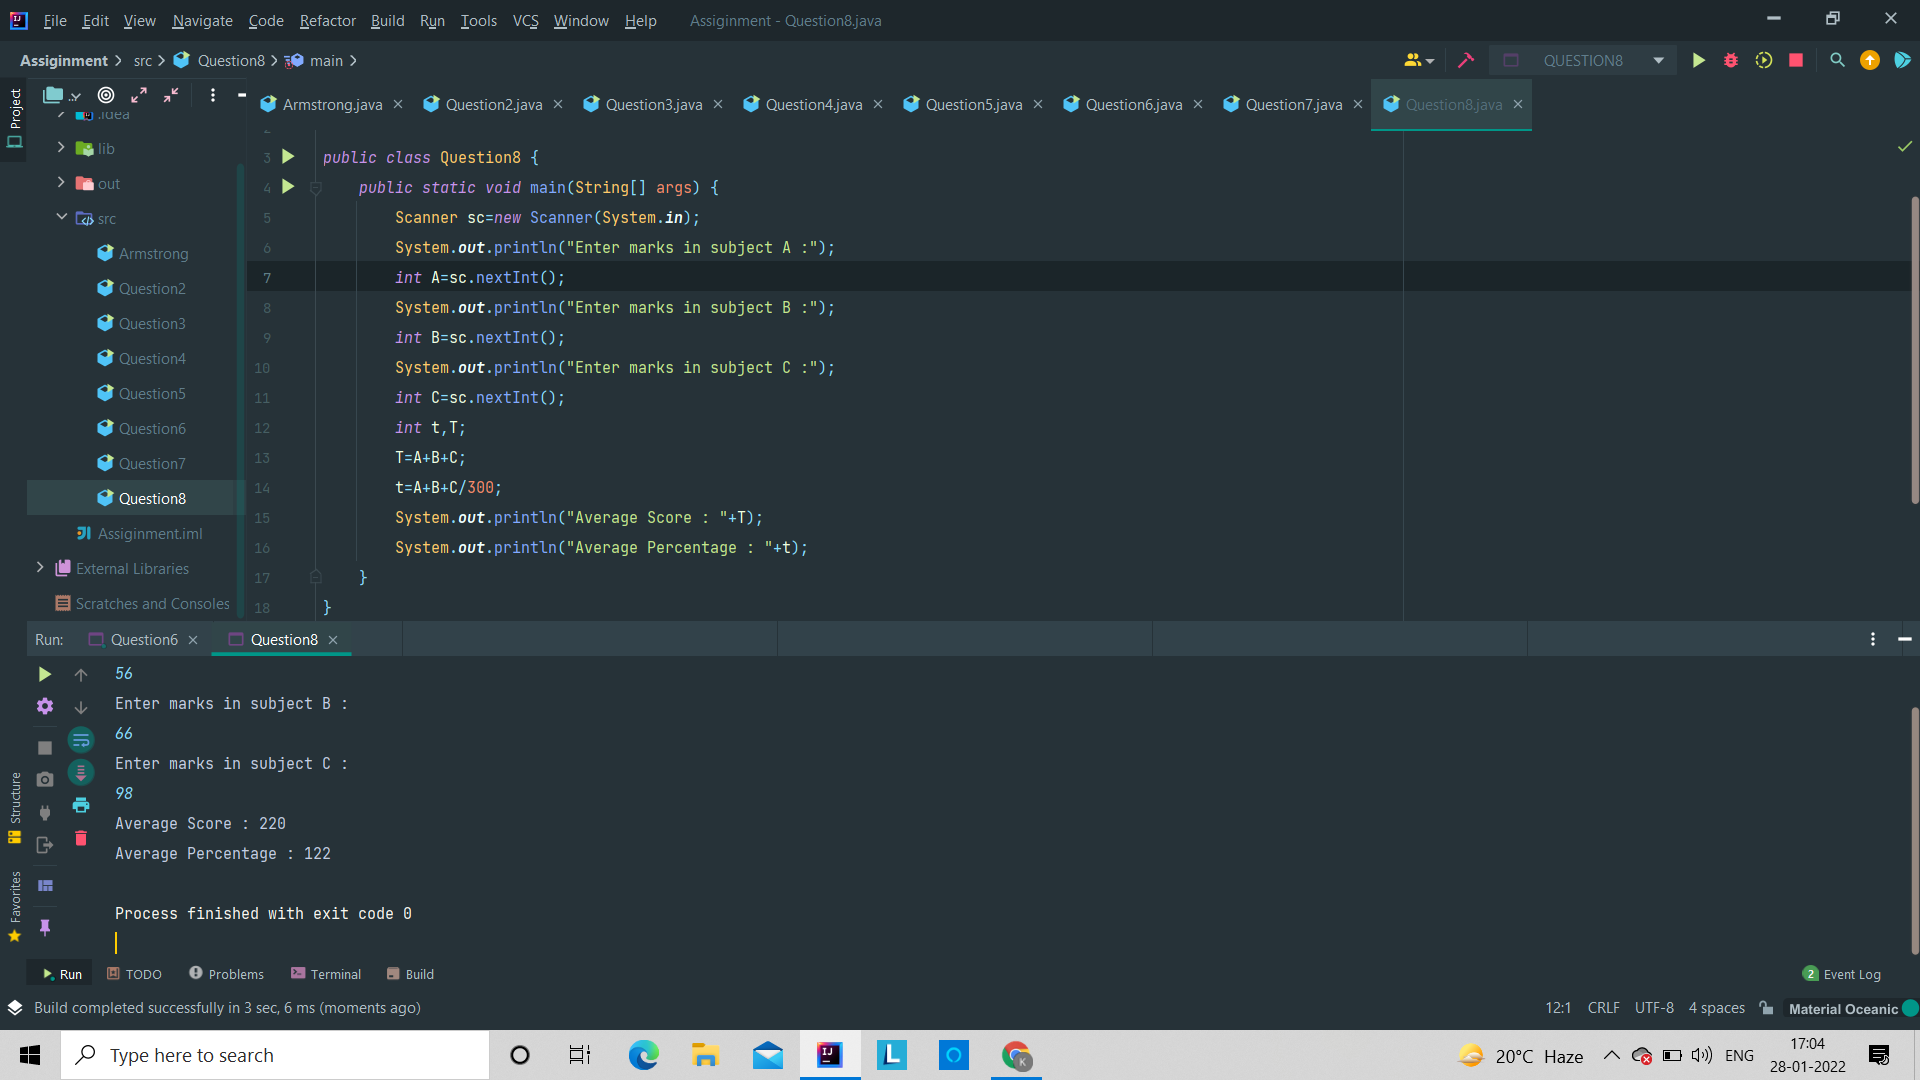 File Edit View Navigate Code Refactor Build Run Tools VCS Window Help Assiginment - Question8.java
Assiginment src Question8 main QUESTION8
Project
Armstrong.java Question2.java Question3.java Question4.java Question5.java Question6.java Question7.java Question8.java
.idea
lib
out
src
Armstrong
Question2
Question3
Question4
Question5
Question6
Question7
Question8
Assiginment.iml
External Libraries
Scratches and Consoles
2
3 public class Question8 {
4 public static void main(String[] args) {
5 Scanner sc=new Scanner(System.in);
6 System.out.println("Enter marks in subject A :");
7 int A=sc.nextInt();
8 System.out.println("Enter marks in subject B :");
9 int B=sc.nextInt();
10 System.out.println("Enter marks in subject C :");
11 int C=sc.nextInt();
12 int t,T;
13 T=A+B+C;
14 t=A+B+C/300;
15 System.out.println("Average Score : "+T);
16 System.out.println("Average Percentage : "+t);
17 }
18 }
Run: Question6 Question8
56
Enter marks in subject B :
66
Enter marks in subject C :
98
Average Score : 220
Average Percentage : 122
Process finished with exit code 0
Structure
Favorites
Run TODO Problems Terminal Build 2 Event Log
Build completed successfully in 3 sec, 6 ms (moments ago) 12:1 CRLF UTF-8 4 spaces Material Oceanic
Type here to search 20°C Haze ENG 17:04
28-01-2022